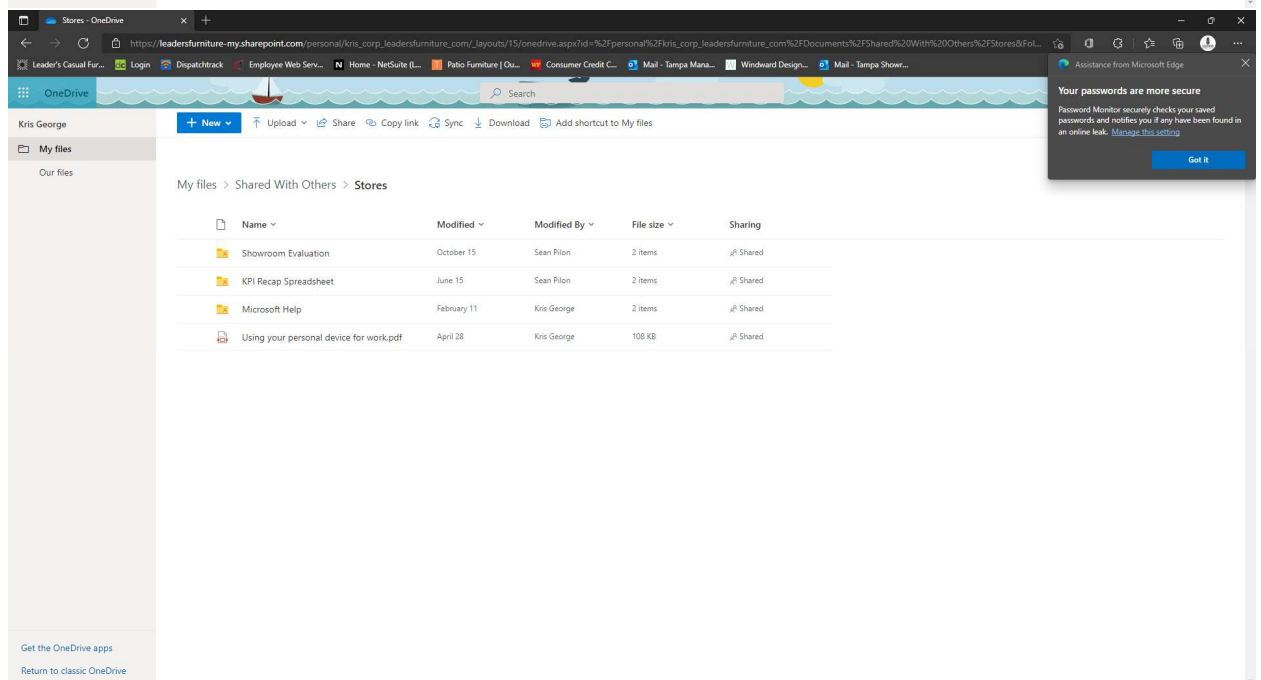 Stores - OneDrive
https://leadersfurniture-my.sharepoint.com/personal/kris_corp_leadersfurniture_com/_layouts/15/onedrive.aspx?id=%2Fpersonal%2Fkris_corp_leadersfurniture_com%2FDocuments%2FShared%20With%20Others%2FStores&Fol...
Leader's Casual Fur... Login Dispatchtrack Employee Web Serv... Home - NetSuite (L... Patio Furniture | Ou... Consumer Credit C... Mail - Tampa Mana... Windward Design... Mail - Tampa Showr...
Assistance from Microsoft Edge
Your passwords are more secure
Password Monitor securely checks your saved
passwords and notifies you if any have been found in
an online leak. Manage this setting
Got it
OneDrive
Search
Kris George
My files
Our files
+ New Upload Share Copy link Sync Download Add shortcut to My files
My files > Shared With Others > Stores
Name Modified Modified By File size Sharing
Showroom Evaluation October 15 Sean Pilon 2 items Shared
KPI Recap Spreadsheet June 15 Sean Pilon 2 items Shared
Microsoft Help February 11 Kris George 2 items Shared
Using your personal device for work.pdf April 28 Kris George 108 KB Shared
Get the OneDrive apps
Return to classic OneDrive